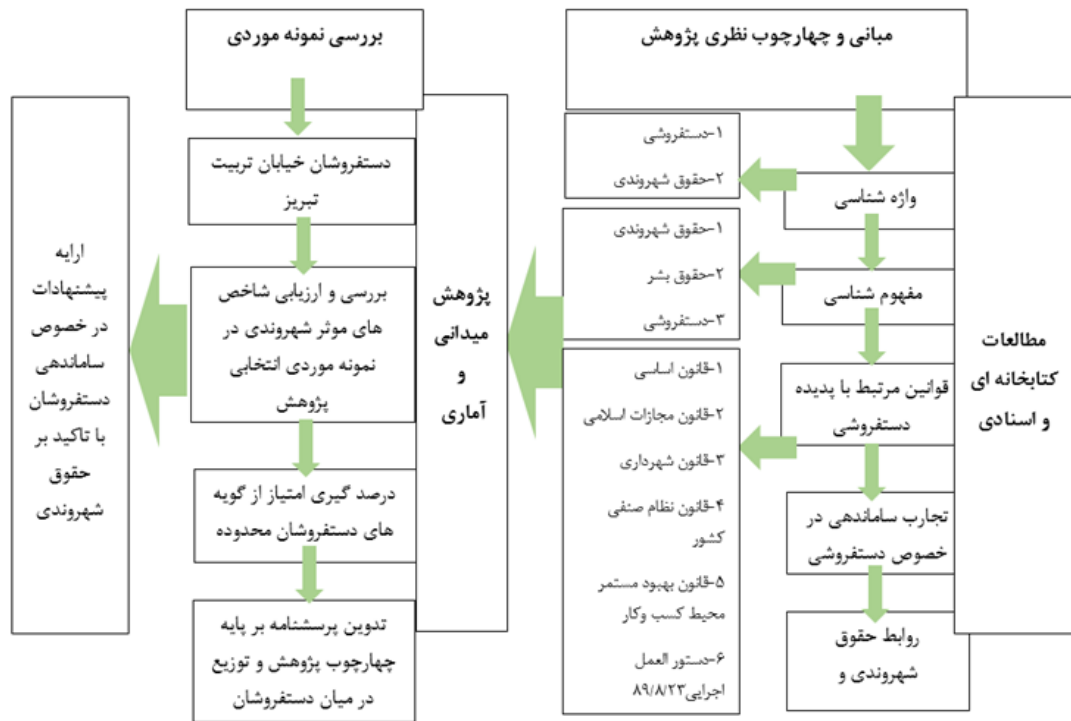 مبانی و چهارچوب نظری پژوهش
مطالعات
کتابخانه ای
و اسنادی
واژه شناسی
۱-دستفروشی
۲-حقوق شهروندی
مفهوم شناسی
۱-حقوق شهروندی
۲-حقوق بشر
۳-دستفروشی
قوانین مرتبط با پدیده
دستفروشی
۱-قانون اساسی
۲-قانون مجازات اسلامی
۳-قانون شهرداری
۴-قانون نظام صنفی
کشور
۵-قانون بهبود مستمر
محیط کسب وکار
۶-دستور العمل
اجرایی۸۹/۸/۲۳
تجارب ساماندهی در
خصوص دستفروشی
روابط حقوق
شهروندی و
پژوهش
میدانی
و
آماری
بررسی نمونه موردی
دستفروشان خیابان تربیت
تبریز
بررسی و ارزیابی شاخص
های موثر شهروندی در
نمونه موردی انتخابی
پژوهش
درصد گیری امتیاز از گویه
های دستفروشان محدوده
تدوین پرسشنامه بر پایه
چهارچوب پژوهش و توزیع
در میان دستفروشان
ارایه
پیشنهادات
در خصوص
ساماندهی
دستفروشان
با تاکید بر
حقوق
شهروندی